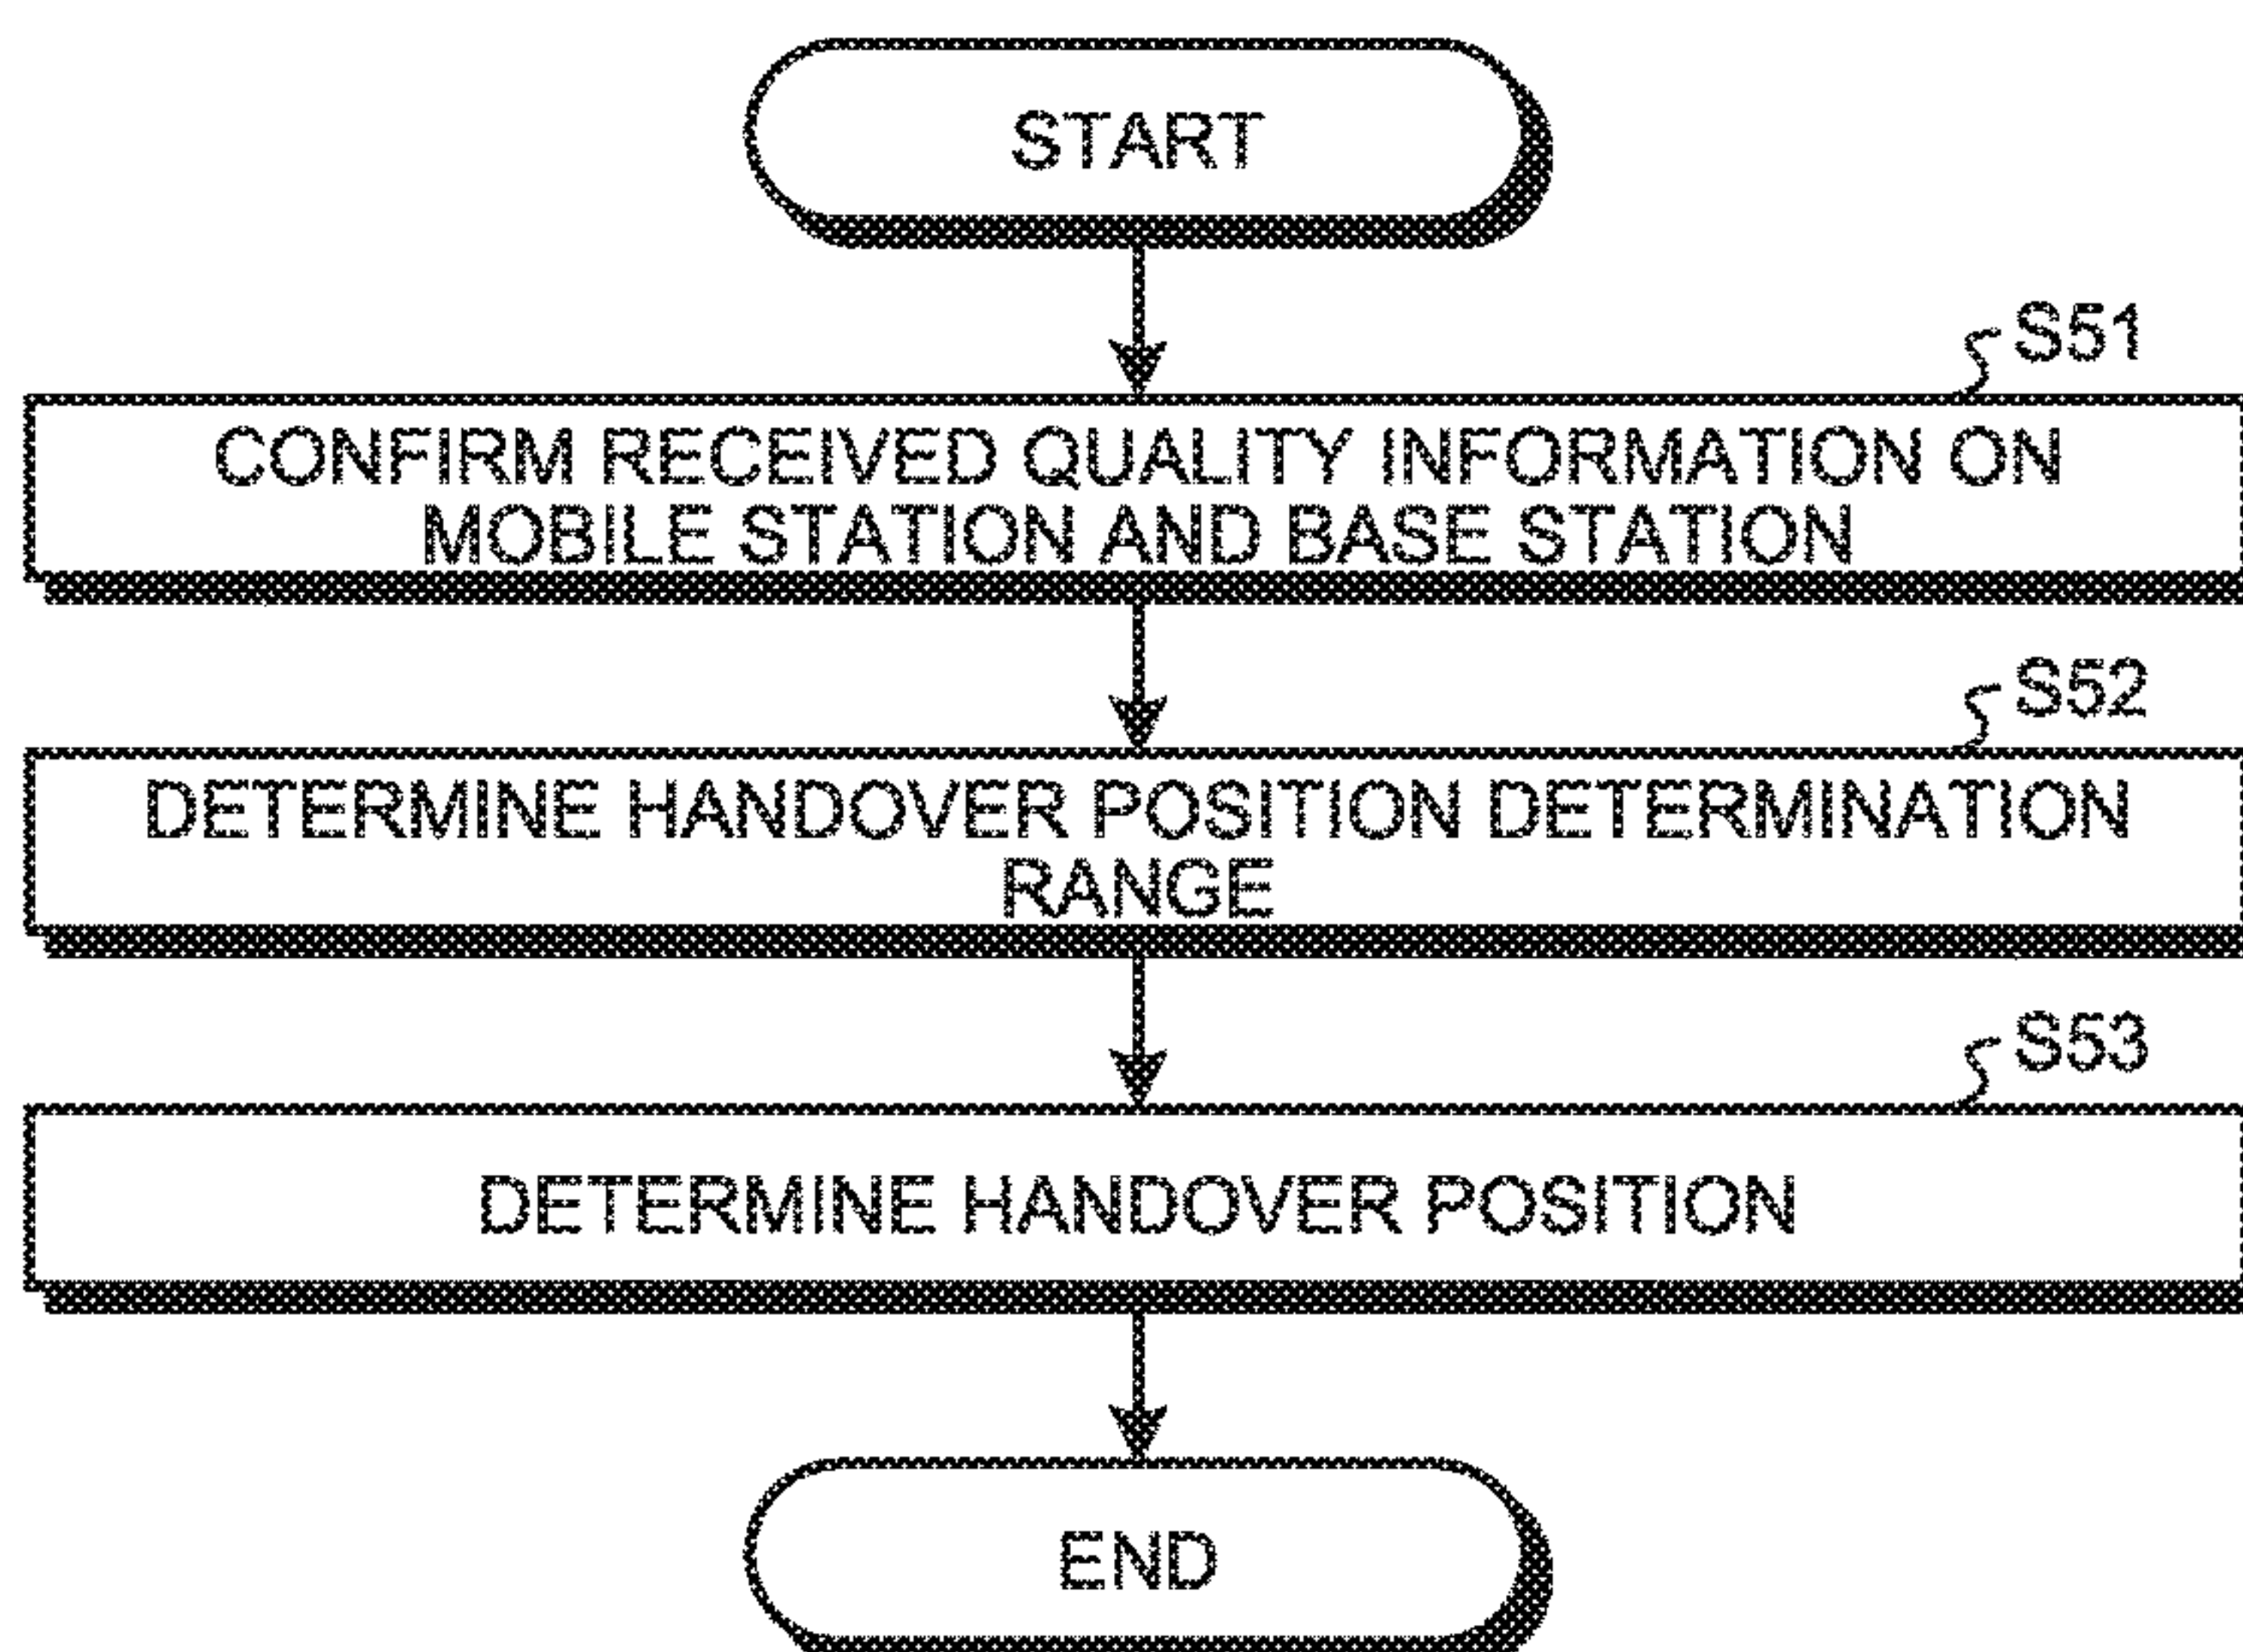 START
S51
CONFIRM RECEIVED QUALITY INFORMATION ON
MOBILE STATION AND BASE STATION
S52
DETERMINE HANDOVER POSITION DETERMINATION
RANGE
S53
DETERMINE HANDOVER POSITION
END